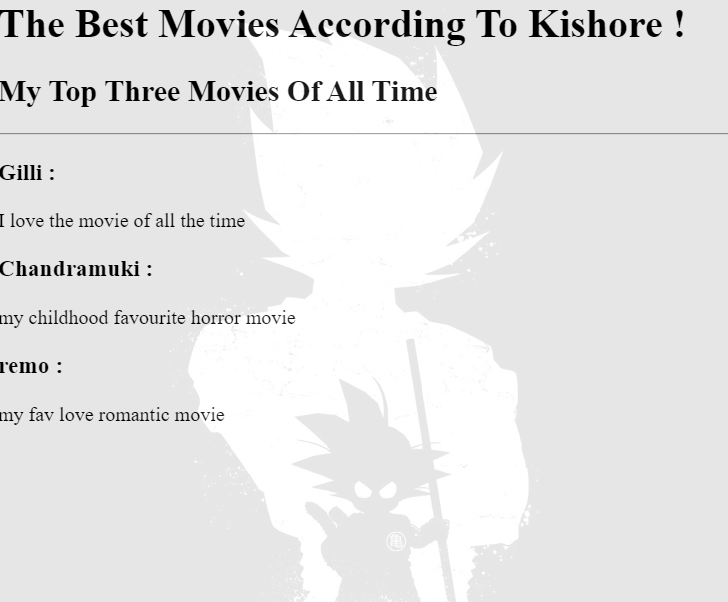 The Best Movies According To Kishore !
My Top Three Movies Of All Time
Gilli :
I love the movie of all the time
Chandramuki :
my childhood favourite horror movie
remo :
my fav love romantic movie
亀